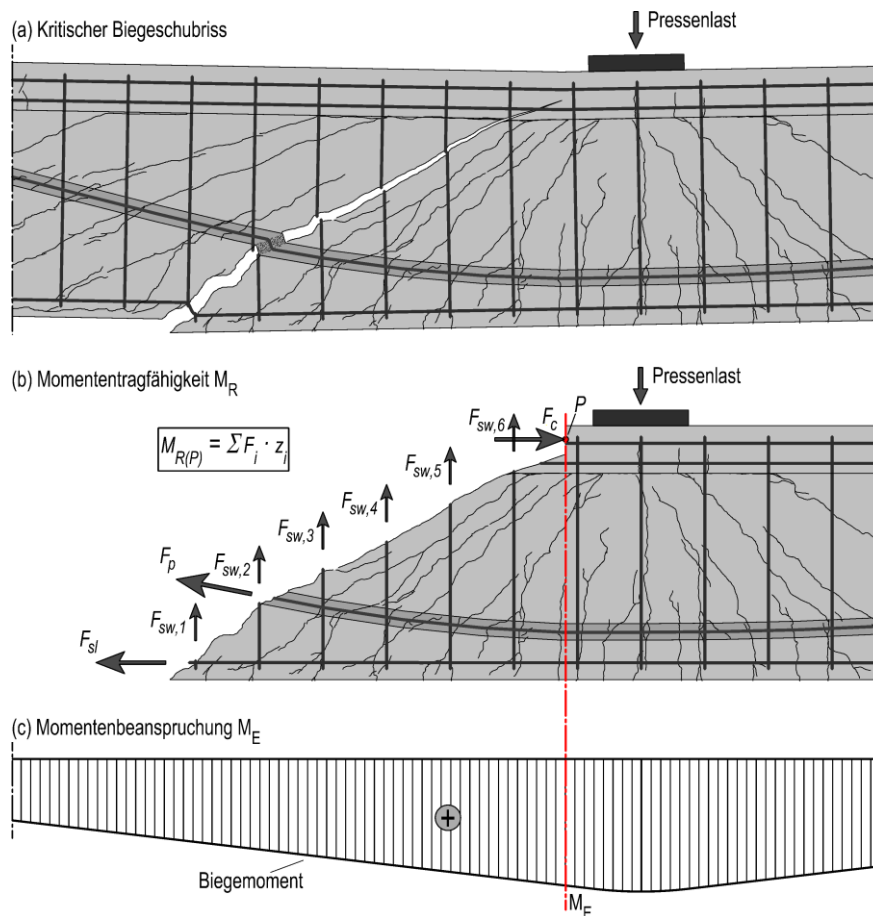 (a) Kritischer Biegeschubriss
Pressenlast
(b) Momententragfähigkeit M_R
Pressenlast
M_R(P) = ΣF_i · z_i
F_sw,6
F_c
P
F_sw,5
F_sw,4
F_sw,3
F_p
F_sw,2
F_sw,1
F_sl
(c) Momentenbeanspruchung M_E
+
Biegemoment
M_E